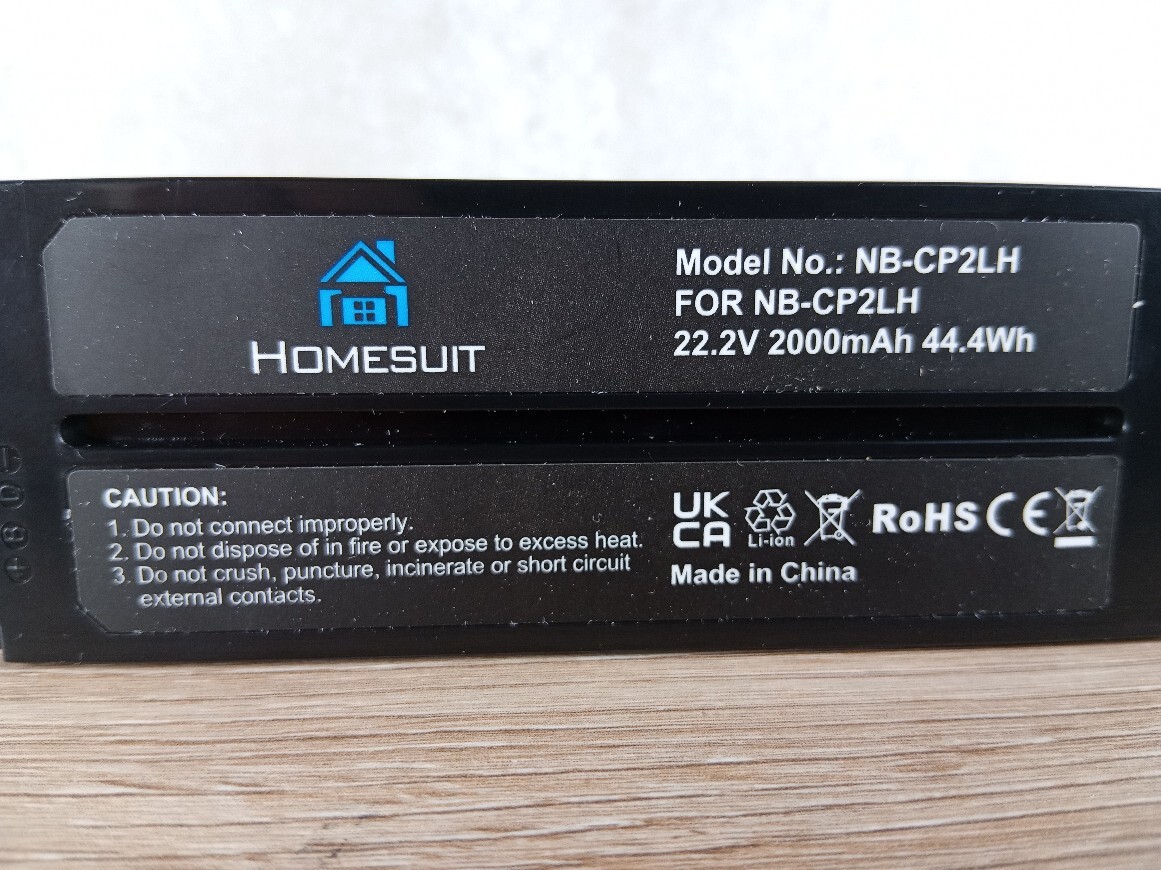 HOMESUIT
Model No.: NB-CP2LH
FOR NB-CP2LH
22.2V 2000mAh 44.4Wh
CAUTION:
1. Do not connect improperly.
2. Do not dispose of in fire or expose to excess heat.
3. Do not crush, puncture, incinerate or short circuit
external contacts.
UK
CA
Li-ion
RoHS CE
Made in China
+ B D -